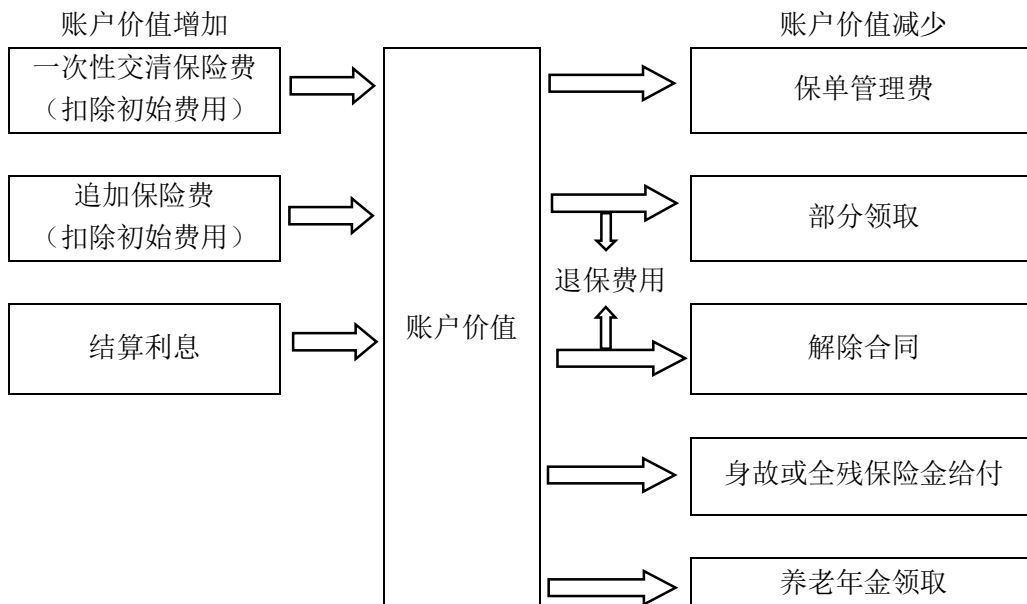 账户价值增加
一次性交清保险费
（扣除初始费用）
追加保险费
（扣除初始费用）
结算利息
账户价值
账户价值减少
保单管理费
部分领取
退保费用
解除合同
身故或全残保险金给付
养老年金领取